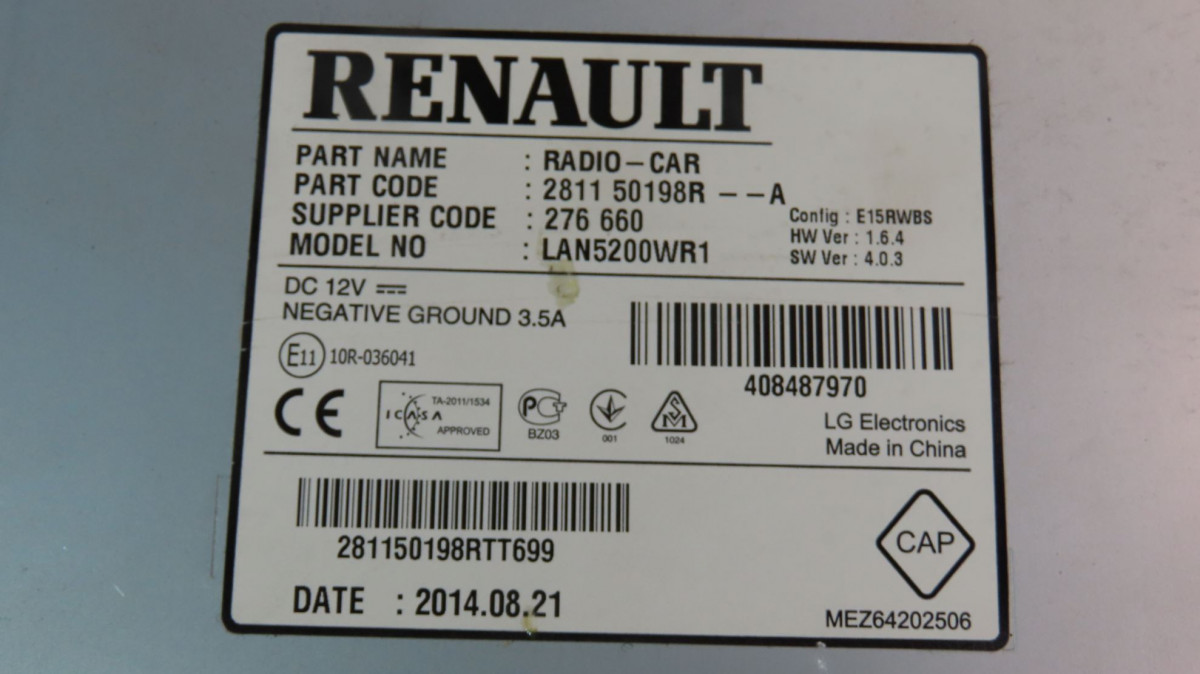 RENAULT
PART NAME : RADIO-CAR
PART CODE : 2811 50198R --A
SUPPLIER CODE : 276 660
MODEL NO : LAN5200WR1
Config : E15RWBS
HW Ver : 1.6.4
SW Ver : 4.0.3
DC 12V
NEGATIVE GROUND 3.5A
E11 10R-036041
408487970
CE
TA-2011/1534
ICASA
APPROVED
PCT
BZ03
001
SM
1024
LG Electronics
Made in China
281150198RTT699
CAP
DATE : 2014.08.21
MEZ64202506